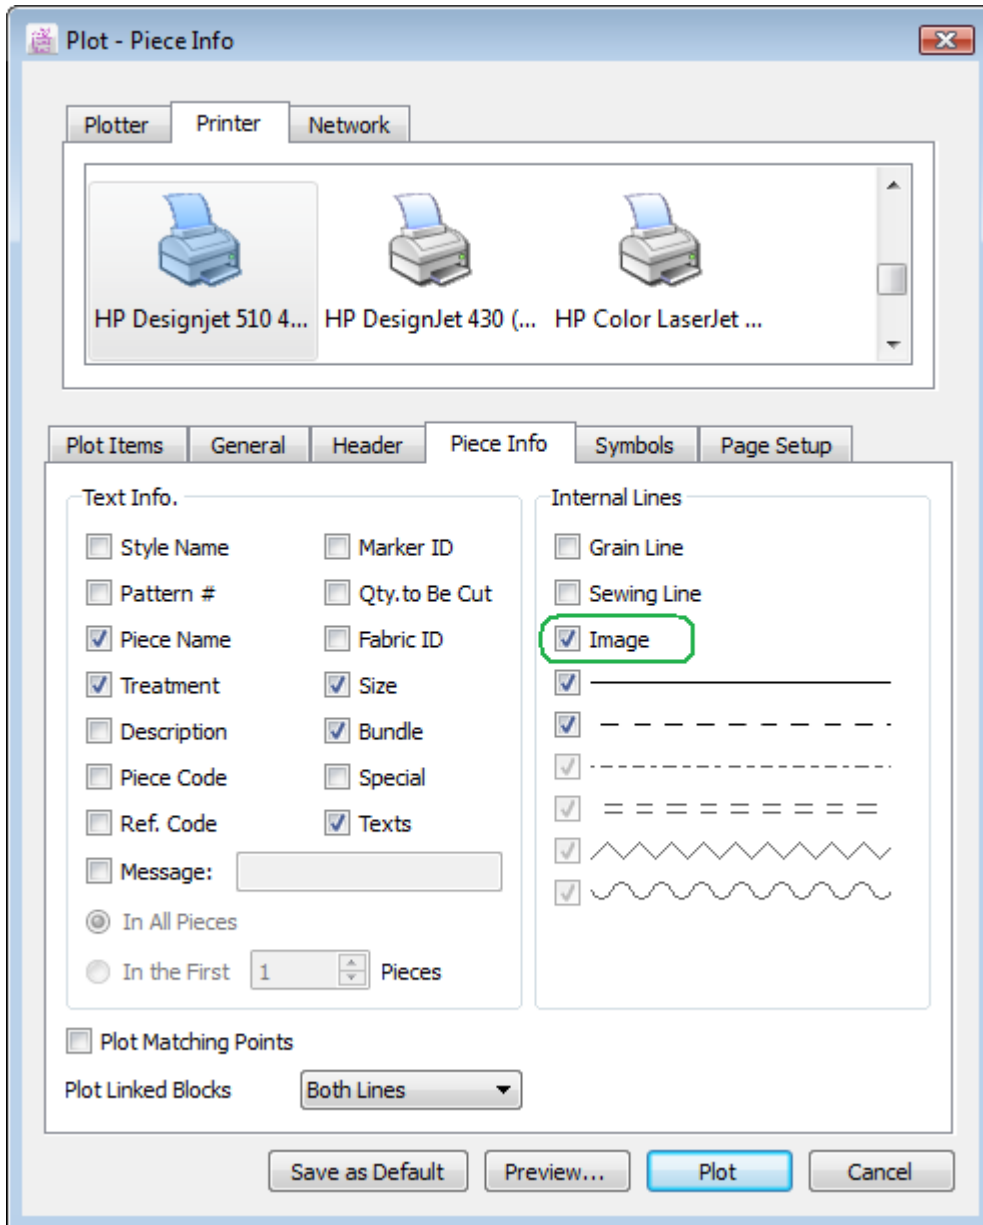 Plot - Piece Info
Plotter Printer Network
HP Designjet 510 4... HP DesignJet 430 (... HP Color LaserJet ...
Plot Items General Header Piece Info Symbols Page Setup
Text Info. Internal Lines
Style Name Marker ID Grain Line
Pattern # Qty.to Be Cut Sewing Line
Piece Name Fabric ID Image
Treatment Size
Description Bundle
Piece Code Special
Ref. Code Texts
Message:
In All Pieces
In the First 1 Pieces
Plot Matching Points
Plot Linked Blocks Both Lines
Save as Default Preview... Plot Cancel